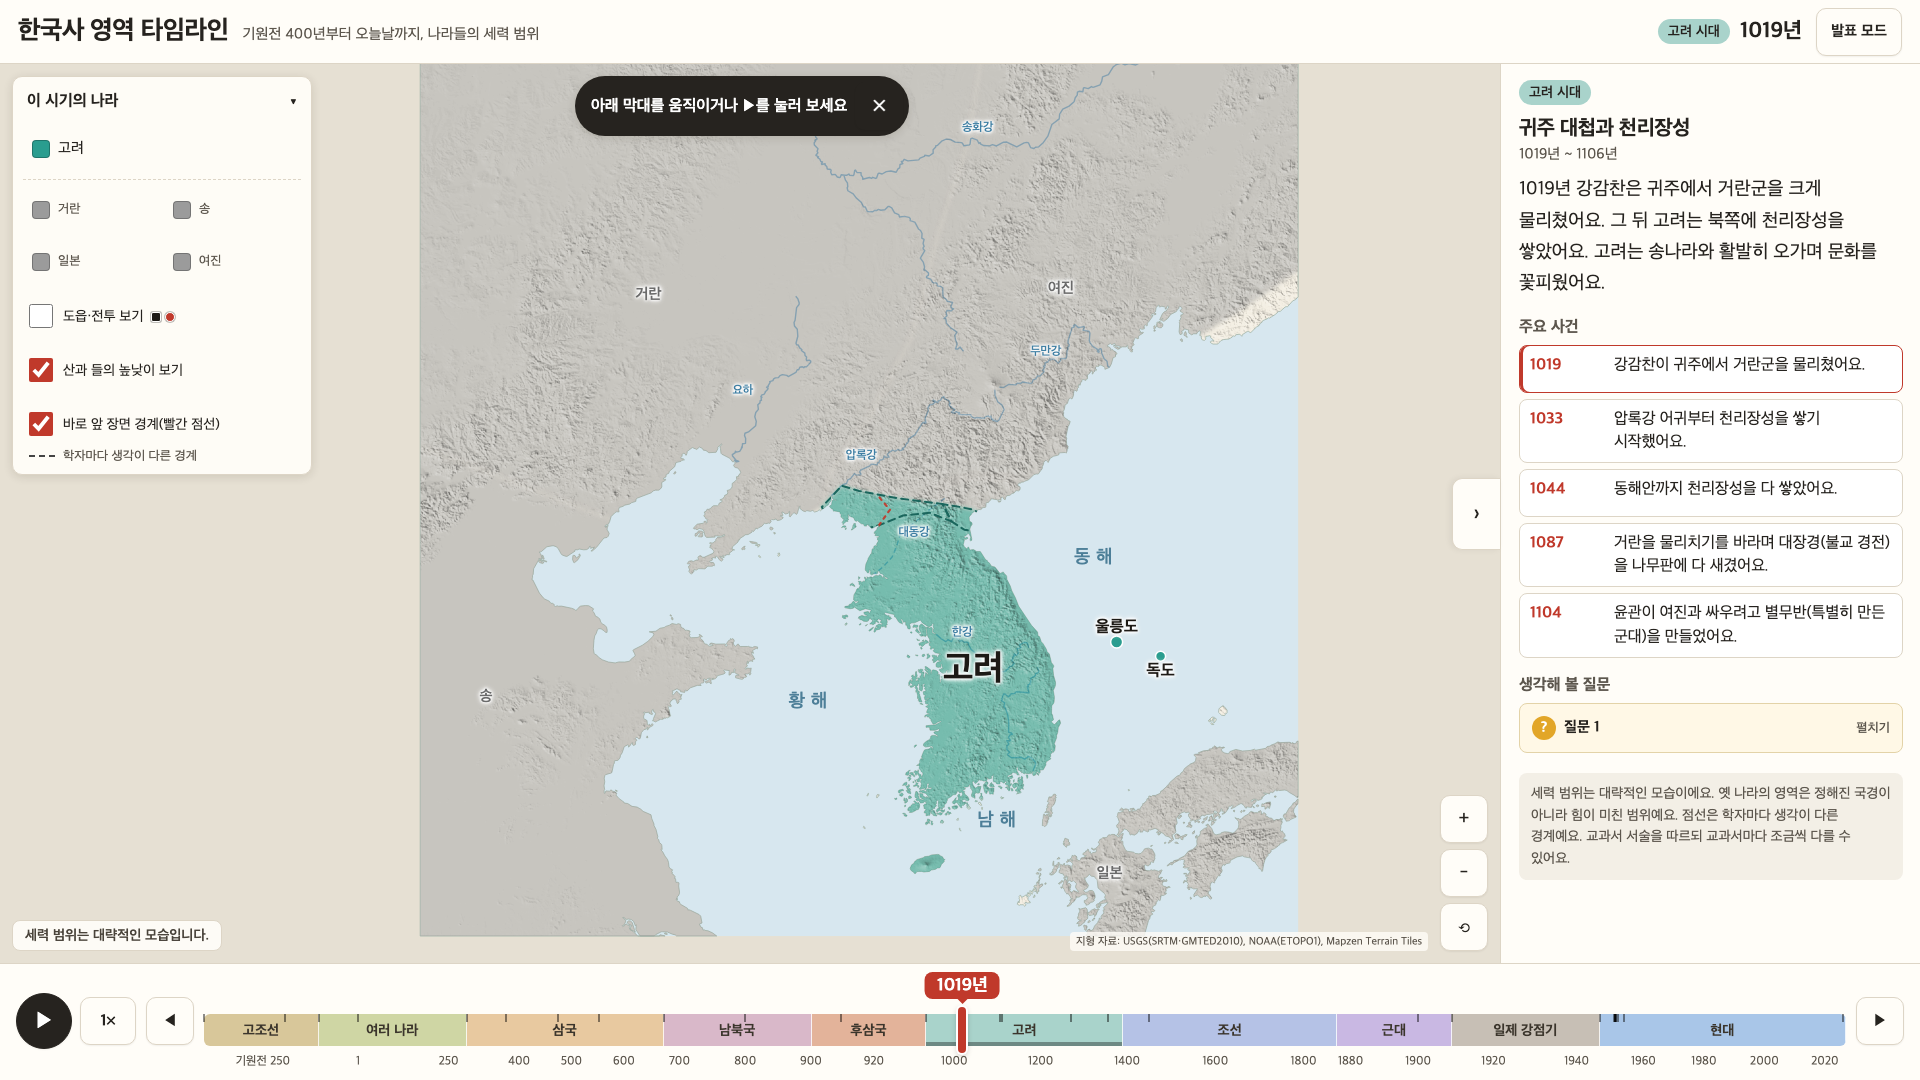 한국사 영역 타임라인
기원전 400년부터 오늘날까지, 나라들의 세력 범위
고려 시대
1019년
발표 모드
이 시기의 나라
▾
고려
거란
송
일본
여진
도읍·전투 보기
산과 들의 높낮이 보기
바로 앞 장면 경계(빨간 점선)
학자마다 생각이 다른 경계
아래 막대를 움직이거나 ▶를 눌러 보세요 ✕
송화강
거란
여진
두만강
요하
압록강
대동강
동 해
울릉도
한강
고려
독도
송
황 해
남 해
일본
세력 범위는 대략적인 모습입니다.
지형 자료: USGS(SRTM·GMTED2010), NOAA(ETOPO1), Mapzen Terrain Tiles
›
+
−
⟲
고려 시대
귀주 대첩과 천리장성
1019년 ~ 1106년
1019년 강감찬은 귀주에서 거란군을 크게
물리쳤어요. 그 뒤 고려는 북쪽에 천리장성을
쌓았어요. 고려는 송나라와 활발히 오가며 문화를
꽃피웠어요.
주요 사건
1019 강감찬이 귀주에서 거란군을 물리쳤어요.
1033 압록강 어귀부터 천리장성을 쌓기
시작했어요.
1044 동해안까지 천리장성을 다 쌓았어요.
1087 거란을 물리치기를 바라며 대장경(불교 경전)
을 나무판에 다 새겼어요.
1104 윤관이 여진과 싸우려고 별무반(특별히 만든
군대)을 만들었어요.
생각해 볼 질문
? 질문 1 펼치기
세력 범위는 대략적인 모습이에요. 옛 나라의 영역은 정해진 국경이
아니라 힘이 미친 범위예요. 점선은 학자마다 생각이 다른
경계예요. 교과서 서술을 따르되 교과서마다 조금씩 다를 수
있어요.
1019년
▶ 1× ◀
고조선 여러 나라 삼국 남북국 후삼국 고려 조선 근대 일제 강점기 현대
▶
기원전 250 1 250 400 500 600 700 800 900 920 1000 1200 1400 1600 1800 1880 1900 1920 1940 1960 1980 2000 2020